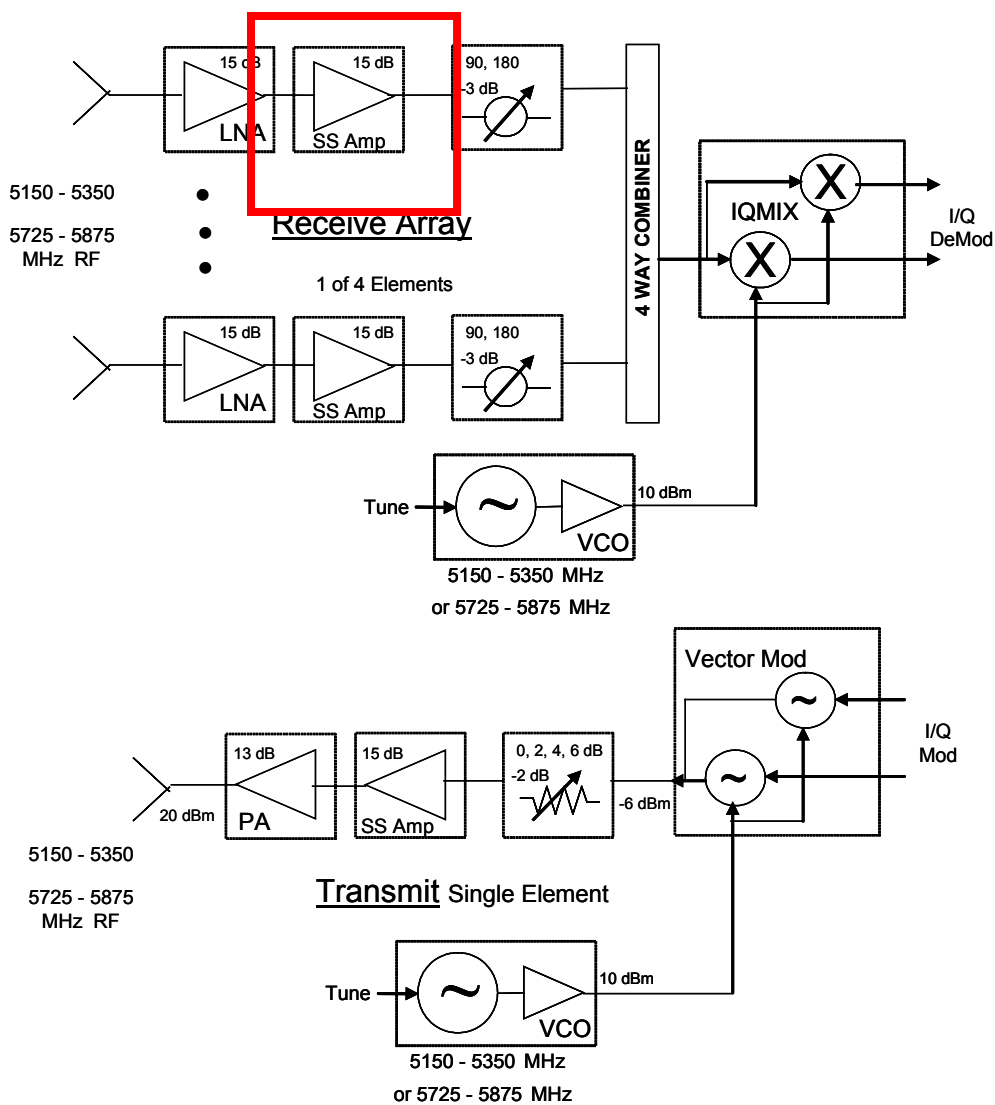 15 dB
LNA
15 dB
SS Amp
90, 180
-3 dB
4 WAY COMBINER
IQMIX
X
X
I/Q
DeMod
5150 - 5350
5725 - 5875
MHz RF
Receive Array
1 of 4 Elements
15 dB
LNA
15 dB
SS Amp
90, 180
-3 dB
Tune
~
VCO
10 dBm
5150 - 5350 MHz
or 5725 - 5875 MHz
Vector Mod
~
~
I/Q
Mod
13 dB
PA
15 dB
SS Amp
0, 2, 4, 6 dB
-2 dB
-6 dBm
20 dBm
5150 - 5350
5725 - 5875
MHz RF
Transmit Single Element
Tune
~
VCO
10 dBm
5150 - 5350 MHz
or 5725 - 5875 MHz